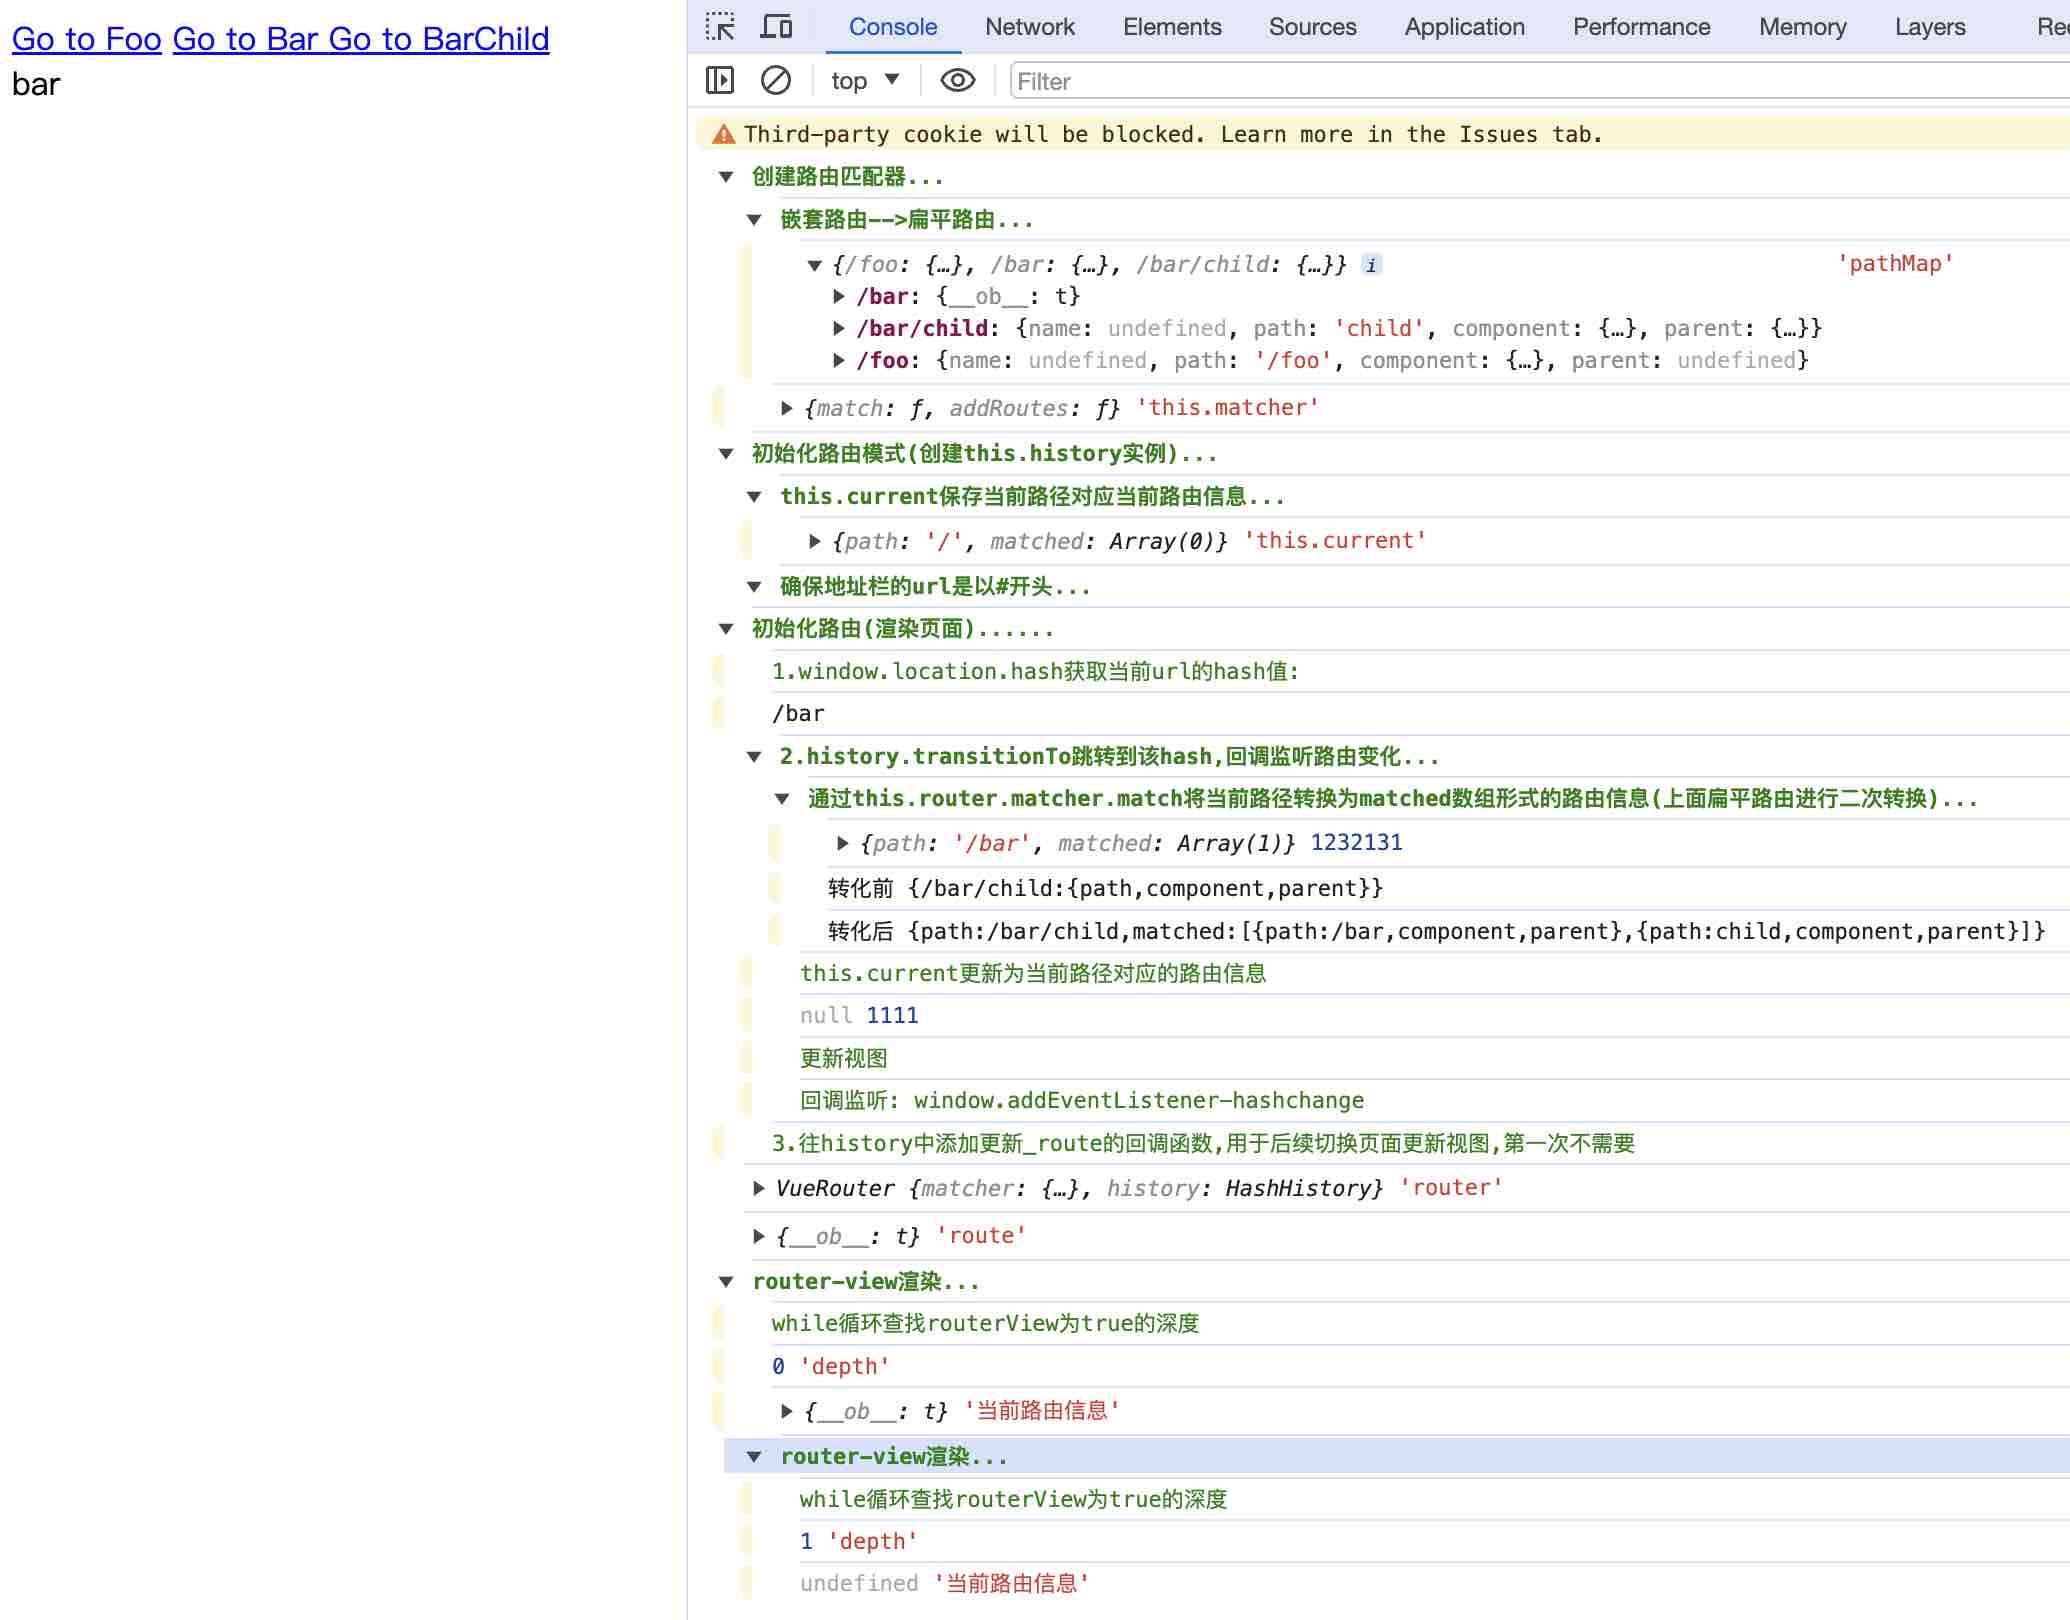 Go to Foo Go to Bar Go to BarChild
bar
Console Network Elements Sources Application Performance Memory Layers Rec
top Filter
Third-party cookie will be blocked. Learn more in the Issues tab.
创建路由匹配器...
嵌套路由-->扁平路由...
{/foo: {…}, /bar: {…}, /bar/child: {…}} i 'pathMap'
/bar: {__ob__: t}
/bar/child: {name: undefined, path: 'child', component: {…}, parent: {…}}
/foo: {name: undefined, path: '/foo', component: {…}, parent: undefined}
{match: ƒ, addRoutes: ƒ} 'this.matcher'
初始化路由模式(创建this.history实例)...
this.current保存当前路径对应当前路由信息...
{path: '/', matched: Array(0)} 'this.current'
确保地址栏的url是以#开头...
初始化路由(渲染页面)......
1.window.location.hash获取当前url的hash值:
/bar
2.history.transitionTo跳转到该hash,回调监听路由变化...
通过this.router.matcher.match将当前路径转换为matched数组形式的路由信息(上面扁平路由进行二次转换)...
{path: '/bar', matched: Array(1)} 1232131
转化前 {/bar/child:{path,component,parent}}
转化后 {path:/bar/child,matched:[{path:/bar,component,parent},{path:child,component,parent}]}
this.current更新为当前路径对应的路由信息
null 1111
更新视图
回调监听: window.addEventListener-hashchange
3.往history中添加更新_route的回调函数,用于后续切换页面更新视图,第一次不需要
VueRouter {matcher: {…}, history: HashHistory} 'router'
{__ob__: t} 'route'
router-view渲染...
while循环查找routerView为true的深度
0 'depth'
{__ob__: t} '当前路由信息'
router-view渲染...
while循环查找routerView为true的深度
1 'depth'
undefined '当前路由信息'